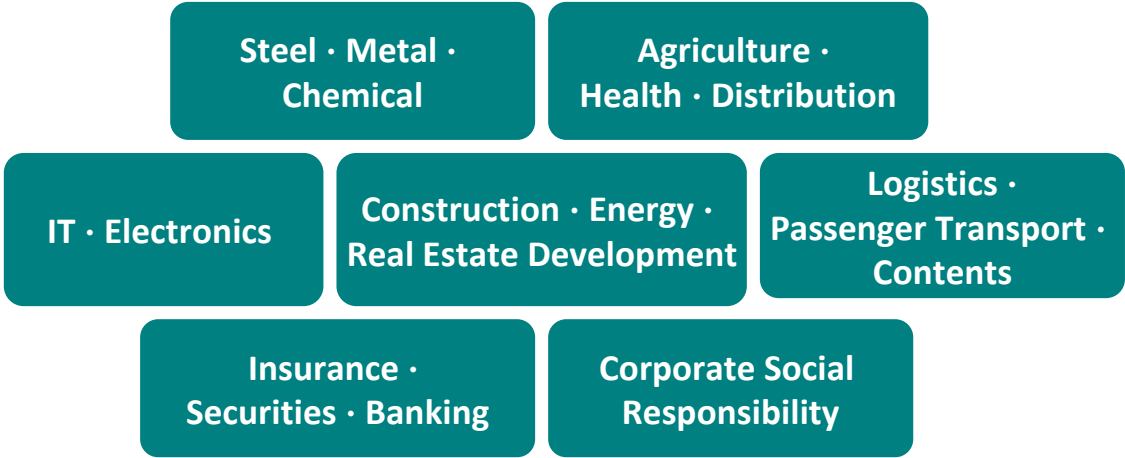 Steel · Metal ·
Chemical
Agriculture ·
Health · Distribution
IT · Electronics
Construction · Energy ·
Real Estate Development
Logistics ·
Passenger Transport ·
Contents
Insurance ·
Securities · Banking
Corporate Social
Responsibility